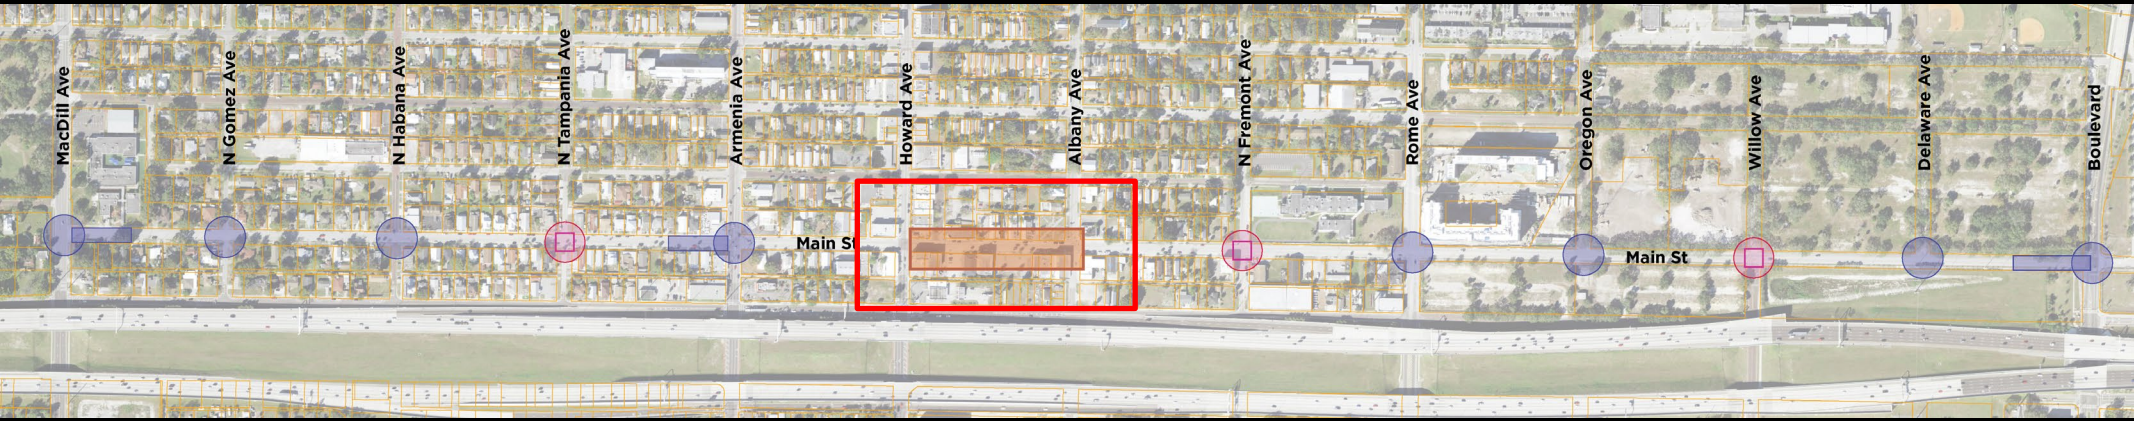 MacDill Ave
N Gomez Ave
N Habana Ave
N Tampania Ave
Armenia Ave
Howard Ave
Albany Ave
N Fremont Ave
Rome Ave
Oregon Ave
Willow Ave
Delaware Ave
Boulevard
Main St
Main St